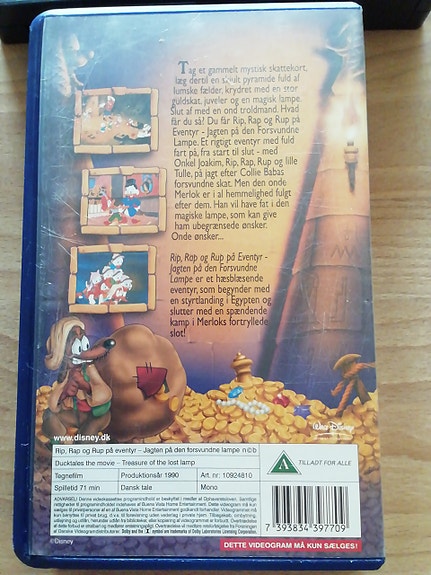 Tag et gammelt mystisk skattekort,
læg dertil en skjult pyramide fuld af
lumske fælder, krydret med en stor
guldskat, juveler og en magisk lampe.
Slut af med en ond troldmand. Hvad
får du så? Du får Rip, Rap og Rup på
Eventyr - Jagten på den Forsvundne
Lampe. Et rigtigt eventyr med fuld
fart på, fra start til slut - med
Onkel Joakim, Rip, Rap, Rup og lille
Tulle, på jagt efter Collie Babas
forsvundne skat. Men den onde
Merlok er i al hemmelighed fulgt
efter dem. Han vil have fat i den
magiske lampe, som kan give
ham ubegrænsede ønsker.
Onde ønsker...
Rip, Rap og Rup på Eventyr -
Jagten på den Forsvundne
Lampe er et hæsblæsende
eventyr, som begynder med
en styrtlanding i Egypten og
slutter med en spændende
kamp i Merloks fortryllede
slot!
www.disney.dk
Walt Disney
Rip, Rap og Rup på eventyr – Jagten på den forsvundne lampe n©b
Ducktales the movie – Treasure of the lost lamp
Tegnefilm Produktionsår 1990 Art. nr: 10924810
Spilletid 71 min Dansk tale Mono
A TILLADT FOR ALLE
7 393834 397709
©Disney
DETTE VIDEOGRAM MÅ KUN SÆLGES!